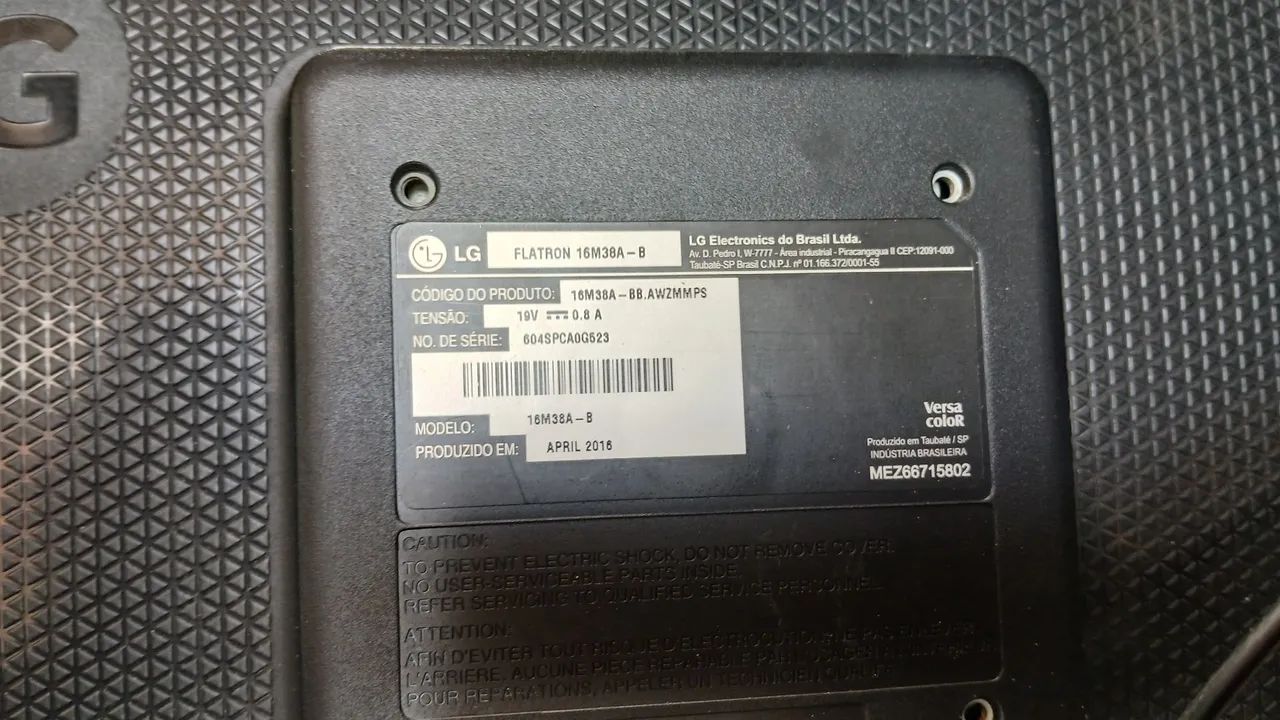 G
LG
FLATRON 16M38A-B
LG Electronics do Brasil Ltda.
Av. D. Pedro I, W-7777 - Área industrial - Piracangagua II CEP:12091-000
Taubaté-SP Brasil C.N.P.J. nº 01.166.372/0001-55
CÓDIGO DO PRODUTO: 16M38A-BB.AWZMMPS
TENSÃO: 19V 0.8 A
NO. DE SÉRIE: 604SPCA0G523
MODELO: 16M38A-B
PRODUZIDO EM: APRIL 2016
Versa
coloR
Produzido em Taubaté / SP
INDÚSTRIA BRASILEIRA
MEZ66715802
CAUTION:
TO PREVENT ELECTRIC SHOCK, DO NOT REMOVE COVER.
NO USER-SERVICEABLE PARTS INSIDE.
REFER SERVICING TO QUALIFIED SERVICE PERSONNEL.
ATTENTION:
AFIN D'EVITER TOUT RISQUE D'ELECTROCUTION, NE PAS ENLEVER
L'ARRIERE, AUCUNE PIECE REPARABLE PAR
POUR REPARATIONS, APPELER UN TECHNICIEN